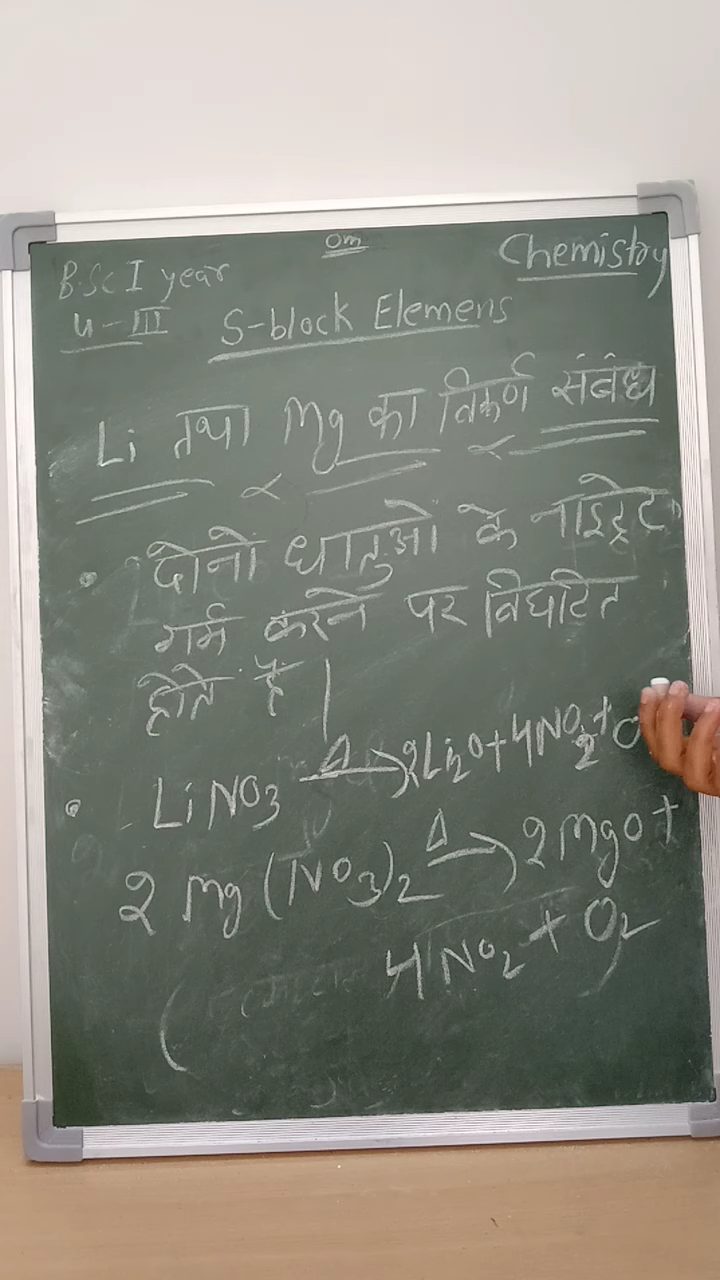 om
B.Sc I year
Chemistry
U-III
S-block Elemens
Li तथा Mg का विकर्ण संबंध
• दोनों धातुओं के नाइट्रेट
गर्म करने पर विघटित
होते हैं |
• LiNO3 Δ→ 2Li2O+4NO2+O
2 Mg(NO3)2 Δ→ 2MgO+
4NO2 + O2
(